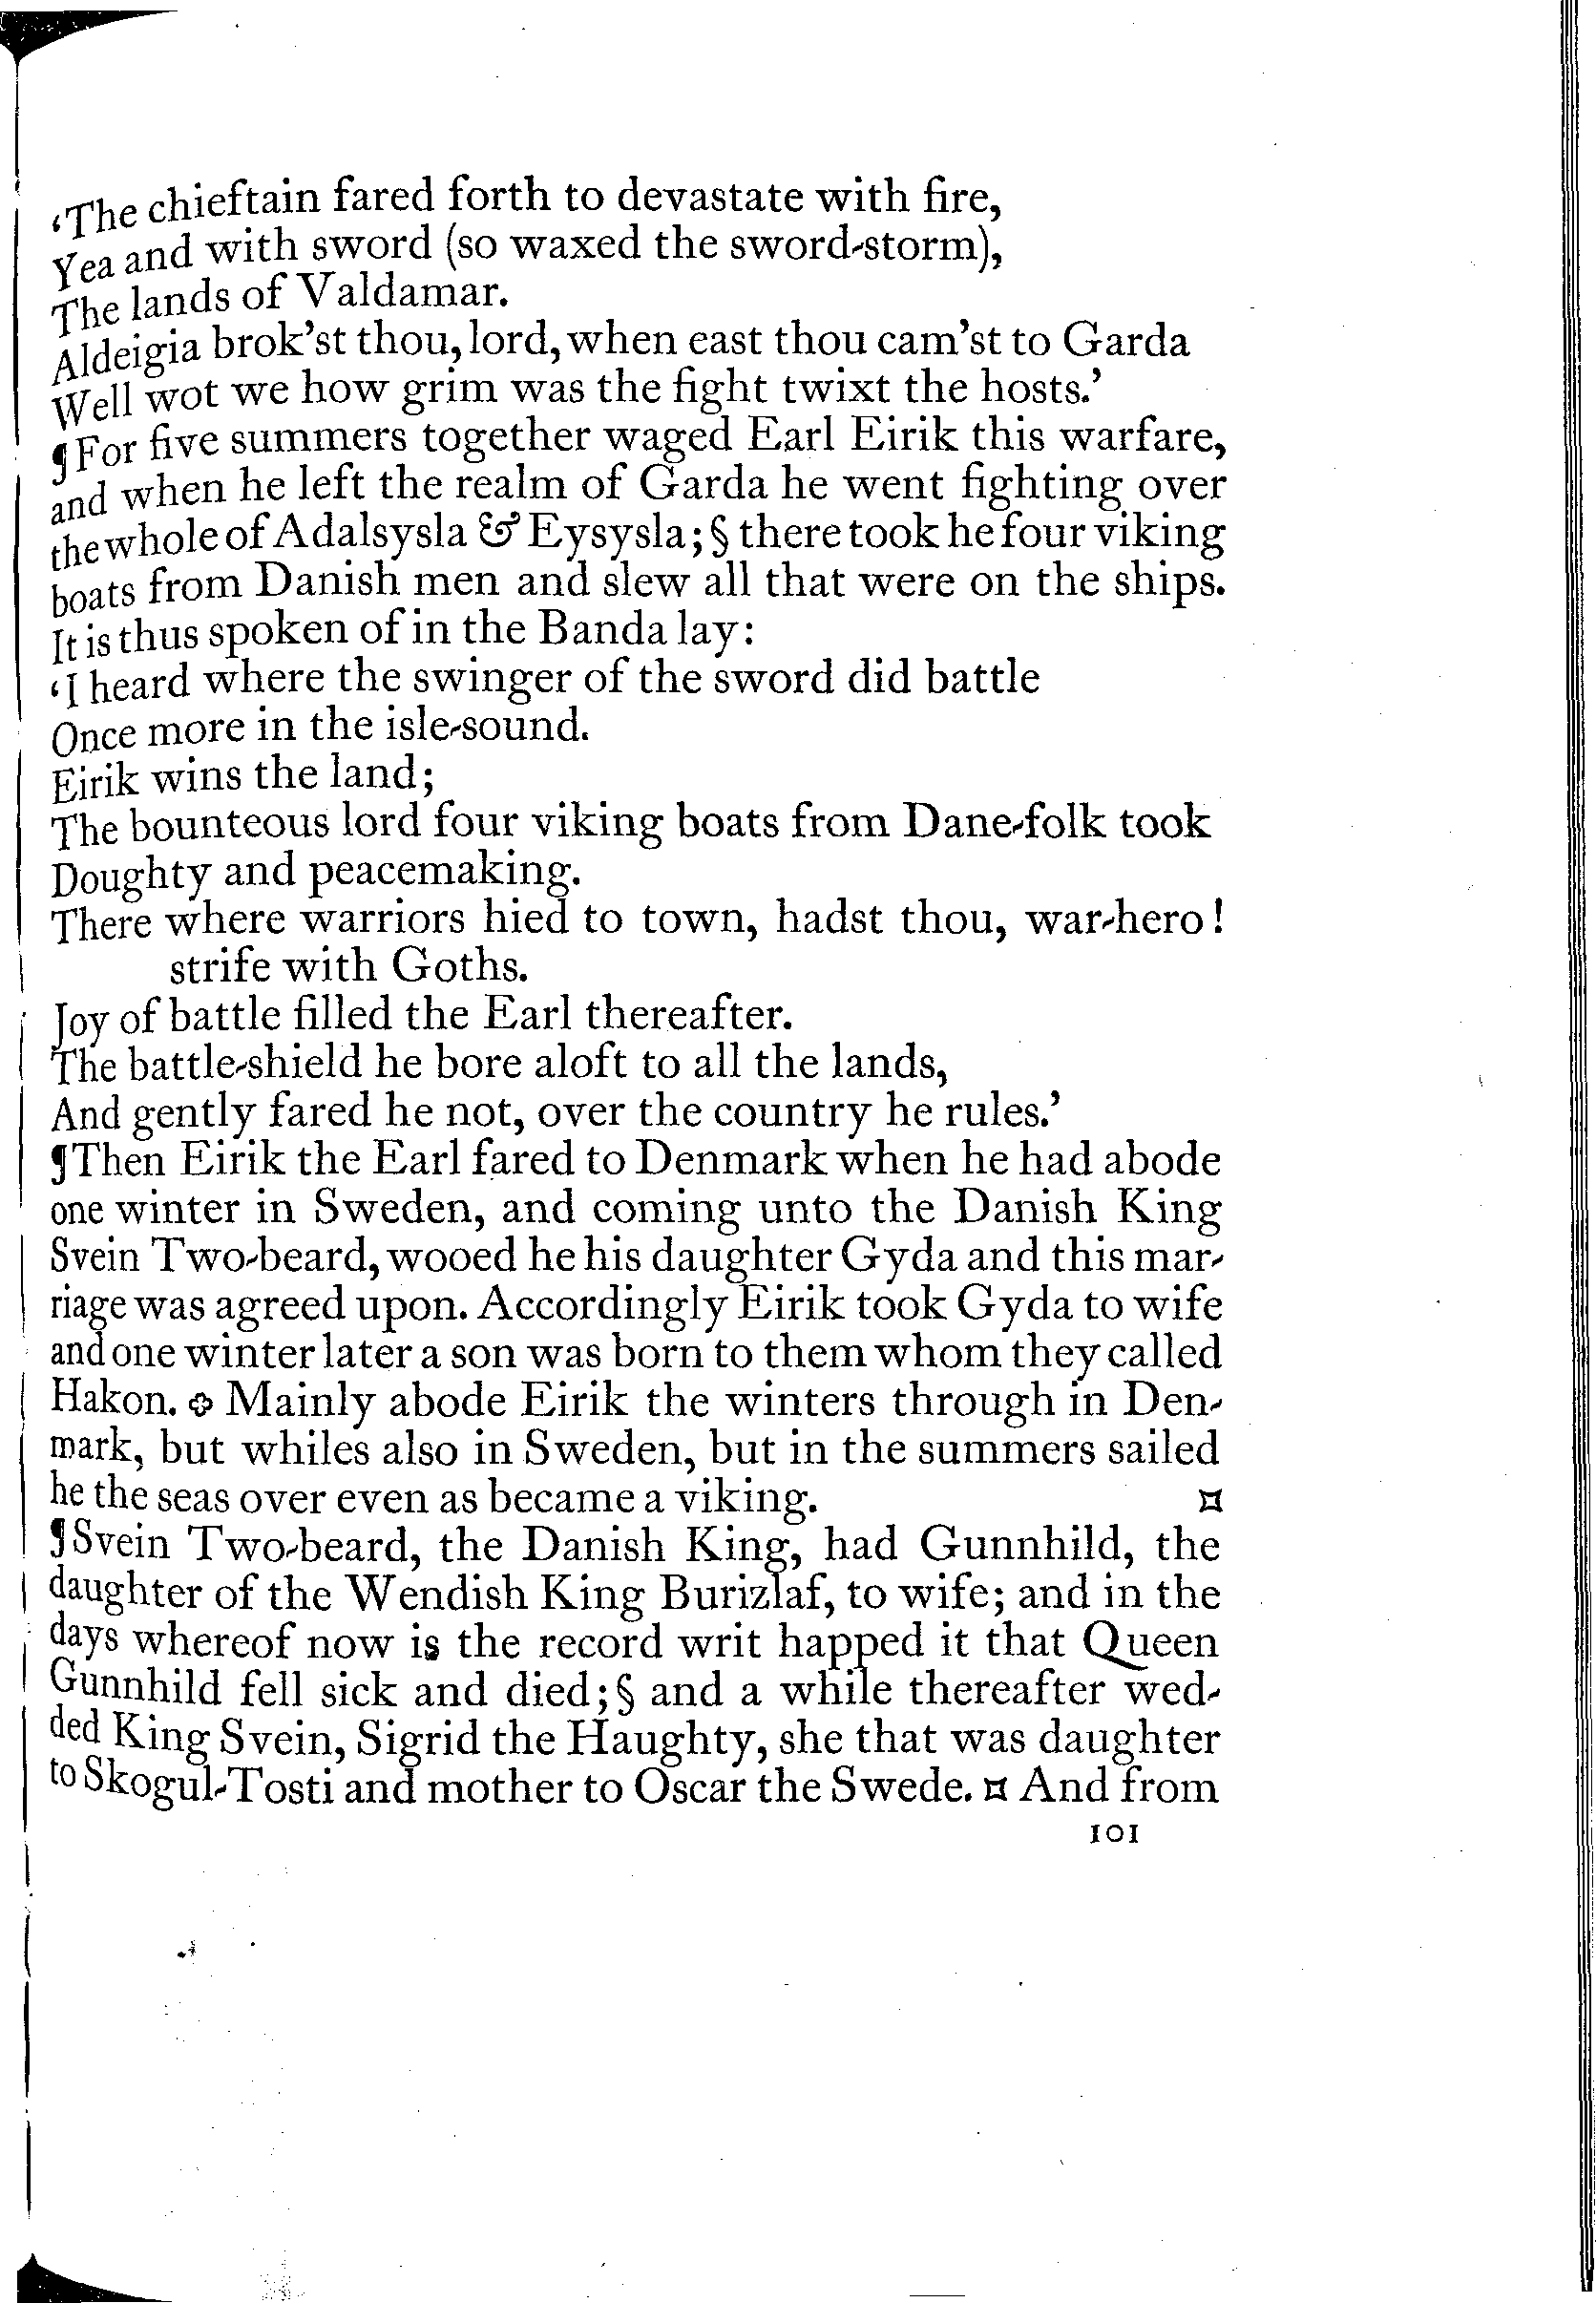 ‘The chieftain fared forth to devastate with fire,
Yea and with sword (so waxed the sword-storm),
The lands of Valdamar.
Aldeigia brok’st thou, lord, when east thou cam’st to Garda
Well wot we how grim was the fight twixt the hosts.’
¶For five summers together waged Earl Eirik this warfare,
and when he left the realm of Garda he went fighting over
the whole of Adalsysla & Eysysla; § there took he four viking
boats from Danish men and slew all that were on the ships.
It is thus spoken of in the Banda lay:
‘I heard where the swinger of the sword did battle
Once more in the isle-sound.
Eirik wins the land;
The bounteous lord four viking boats from Dane-folk took
Doughty and peacemaking.
There where warriors hied to town, hadst thou, war-hero!
strife with Goths.
Joy of battle filled the Earl thereafter.
The battle-shield he bore aloft to all the lands,
And gently fared he not, over the country he rules.’
¶Then Eirik the Earl fared to Denmark when he had abode
one winter in Sweden, and coming unto the Danish King
Svein Two-beard, wooed he his daughter Gyda and this mar-
riage was agreed upon. Accordingly Eirik took Gyda to wife
and one winter later a son was born to them whom they called
Hakon. ✥ Mainly abode Eirik the winters through in Den-
mark, but whiles also in Sweden, but in the summers sailed
he the seas over even as became a viking. ¤
¶Svein Two-beard, the Danish King, had Gunnhild, the
daughter of the Wendish King Burizlaf, to wife; and in the
days whereof now is the record writ happed it that Queen
Gunnhild fell sick and died; § and a while thereafter wed-
ded King Svein, Sigrid the Haughty, she that was daughter
to Skogul-Tosti and mother to Oscar the Swede. ¤ And from
101